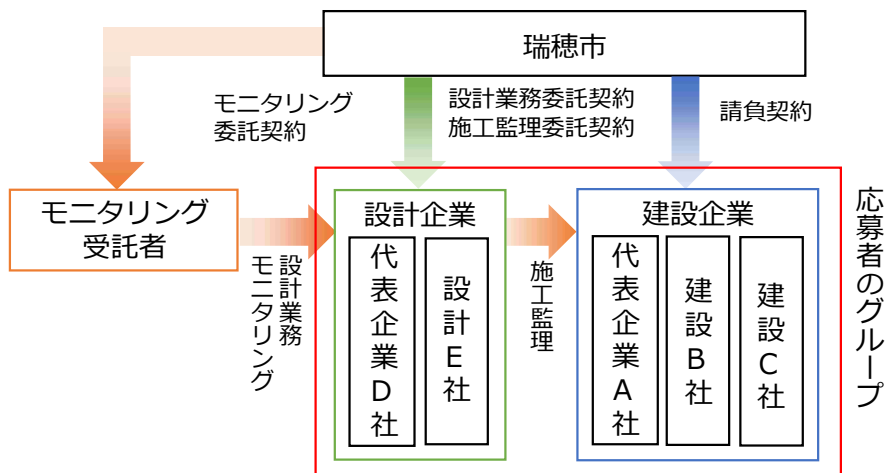 瑞穂市
モニタリング
委託契約
設計業務委託契約
施工監理委託契約
請負契約
モニタリング
受託者
設計業務
モニタリング
設計企業
代表企業D社
設計E社
施工監理
建設企業
代表企業A社
建設B社
建設C社
応募者のグループ